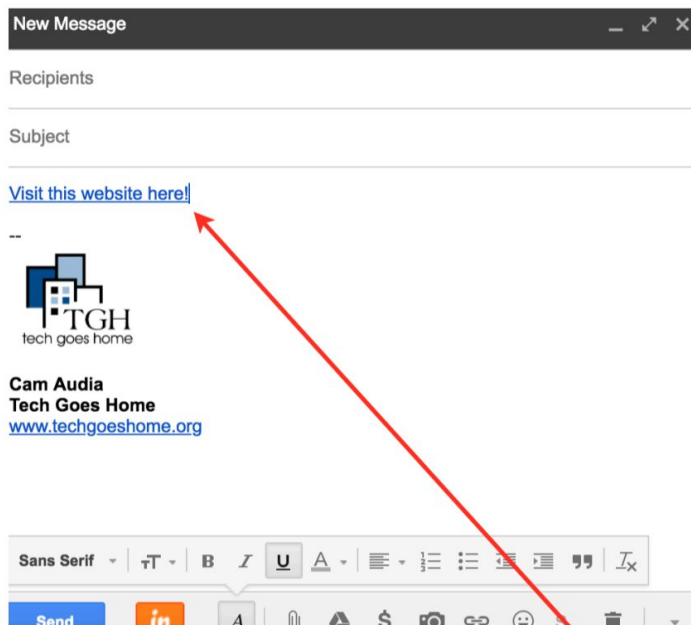 New Message
Recipients
Subject
Visit this website here!
--
TGH
tech goes home
Cam Audia
Tech Goes Home
www.techgoeshome.org
Sans Serif
Send in A $